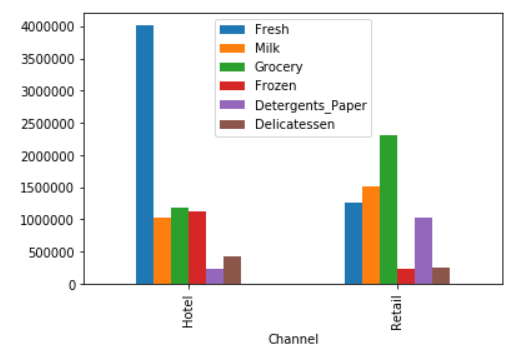 4000000
3500000
3000000
2500000
2000000
1500000
1000000
500000
0
Fresh
Milk
Grocery
Frozen
Detergents_Paper
Delicatessen
Hotel
Retail
Channel